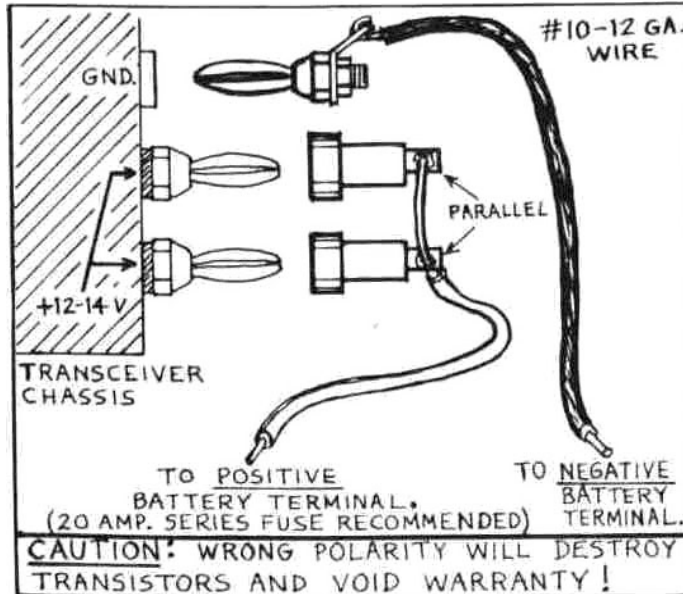 #10-12 GA.
WIRE
GND.
PARALLEL
+12-14 V
TRANSCEIVER
CHASSIS
TO POSITIVE
BATTERY TERMINAL.
(20 AMP. SERIES FUSE RECOMMENDED)
TO NEGATIVE
BATTERY
TERMINAL.
CAUTION: WRONG POLARITY WILL DESTROY
TRANSISTORS AND VOID WARRANTY!